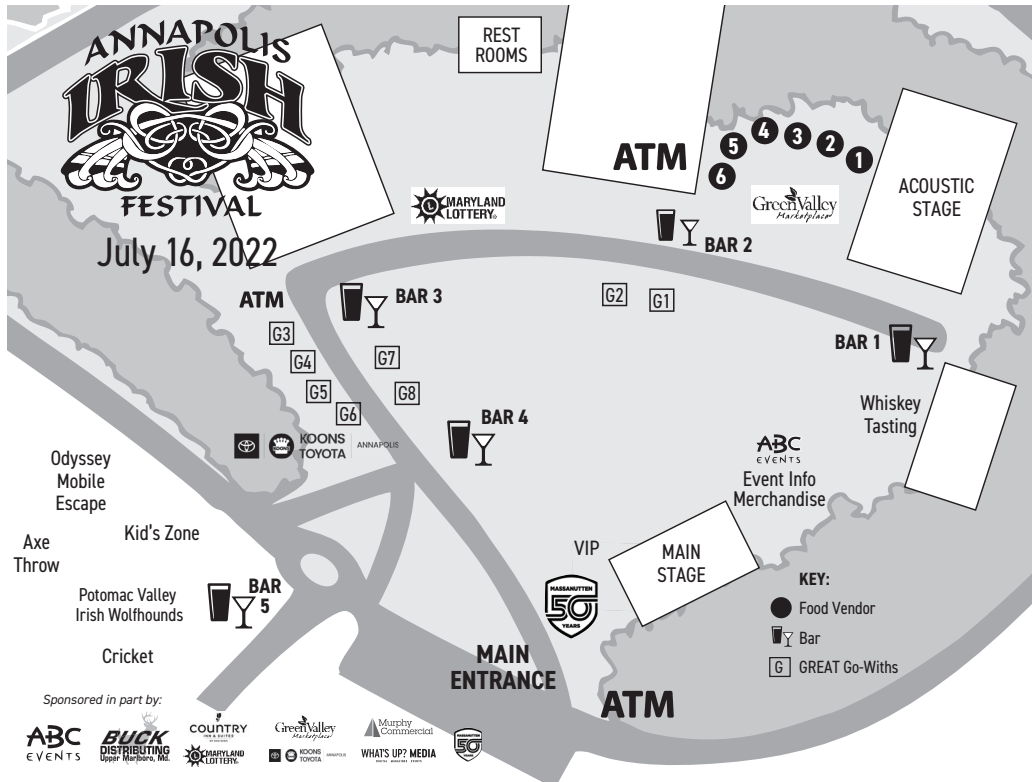 ANNAPOLIS
IRISH
FESTIVAL
July 16, 2022
REST
ROOMS
ATM
5
4
3
2
1
6
ACOUSTIC
STAGE
GreenValley
Marketplace
L MARYLAND
LOTTERY
BAR 2
ATM
BAR 3
G2
G1
G3
G4
G5
G6
G7
G8
BAR 1
Whiskey
Tasting
BAR 4
KOONS
KOONS
TOYOTA
ANNAPOLIS
ABC
EVENTS
Event Info
Merchandise
Odyssey
Mobile
Escape
Kid's Zone
Axe
Throw
Potomac Valley
Irish Wolfhounds
BAR
5
Cricket
VIP
MAIN
STAGE
MASSANUTTEN
50
YEARS
MAIN
ENTRANCE
ATM
KEY:
Food Vendor
Bar
G GREAT Go-Withs
Sponsored in part by:
ABC
EVENTS
BUCK
DISTRIBUTING
Upper Marlboro, Md.
COUNTRY
INN & SUITES
L MARYLAND
LOTTERY
GreenValley
Marketplace
KOONS
TOYOTA
ANNAPOLIS
Murphy
Commercial
WHAT'S UP? MEDIA
MASSANUTTEN
50
YEARS